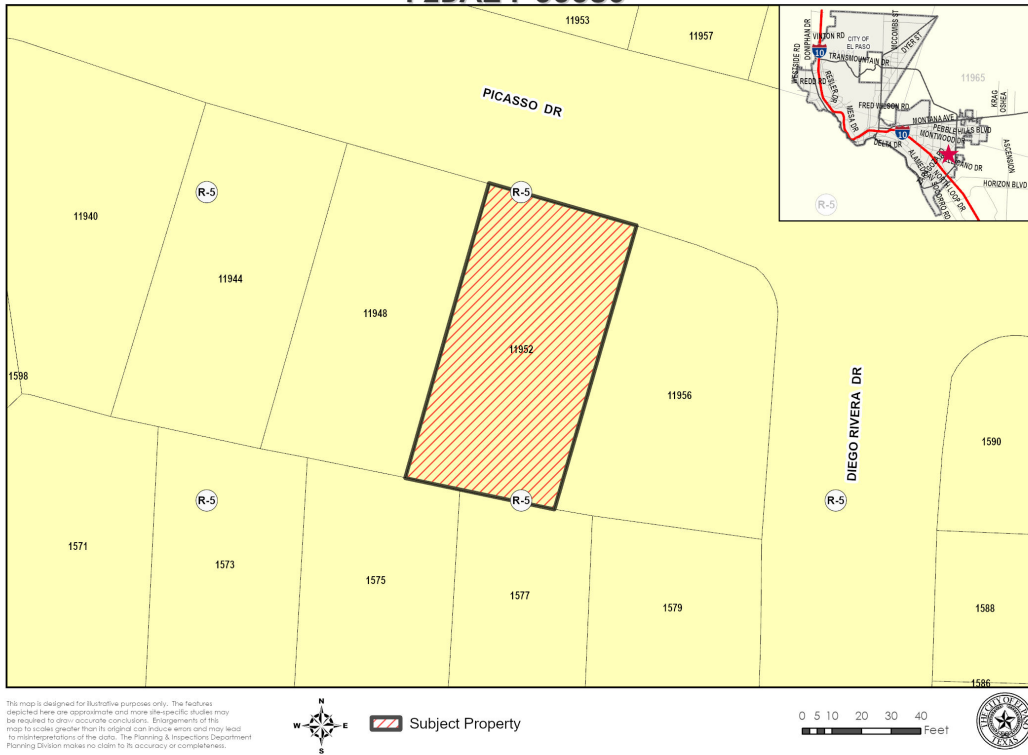 11953
11957
PICASSO DR
R-5
R-5
11940
11944
11948
11952
11956
1598
DIEGO RIVERA DR
1590
R-5
R-5
R-5
1571
1573
1575
1577
1579
1588
1586
VINTON RD
DONIPHAN DR
WESTSIDE RD
CITY OF
EL PASO
MCCOMBS ST
DYER ST
10
TRANSMOUNTAIN DR
REDD RD
RESLER DR
11965
FRED WILSON RD
MESA DR
MONTANA AVE
KRAG
OSHEA
10
PEBBLE HILLS BLVD
MONTWOOD DR
DELTA DR
ASCENSION
NORTH LOOP DR
SOCORRO RD
HORIZON BLVD
R-5
This map is designed for illustrative purposes only. The features
depicted here are approximate and more site-specific studies may
be required to draw accurate conclusions. Enlargements of this
map to scales greater than its original can induce errors and may lead
to misinterpretations of the data. The Planning & Inspections Department
Planning Division makes no claim to its accuracy or completeness.
N
W E
S
Subject Property
0 5 10 20 30 40
Feet